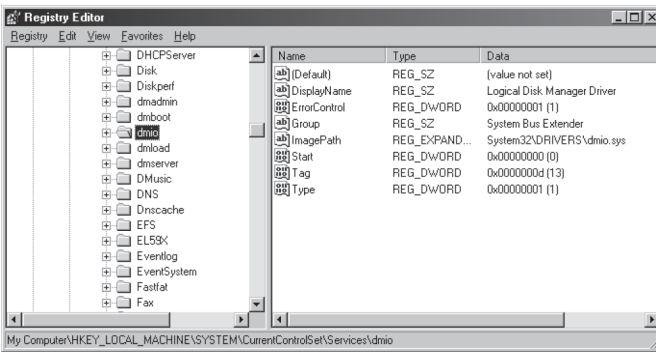 Registry Editor
Registry Edit View Favorites Help
DHCPServer
Disk
Diskperf
dmadmin
dmboot
dmio
dmload
dmserver
DMusic
DNS
Dnscache
EFS
EL59X
Eventlog
EventSystem
Fastfat
Fax
Name Type Data
(Default) REG_SZ (value not set)
DisplayName REG_SZ Logical Disk Manager Driver
ErrorControl REG_DWORD 0x00000001 (1)
Group REG_SZ System Bus Extender
ImagePath REG_EXPAND... System32\DRIVERS\dmio.sys
Start REG_DWORD 0x00000000 (0)
Tag REG_DWORD 0x0000000d (13)
Type REG_DWORD 0x00000001 (1)
My Computer\HKEY_LOCAL_MACHINE\SYSTEM\CurrentControlSet\Services\dmio